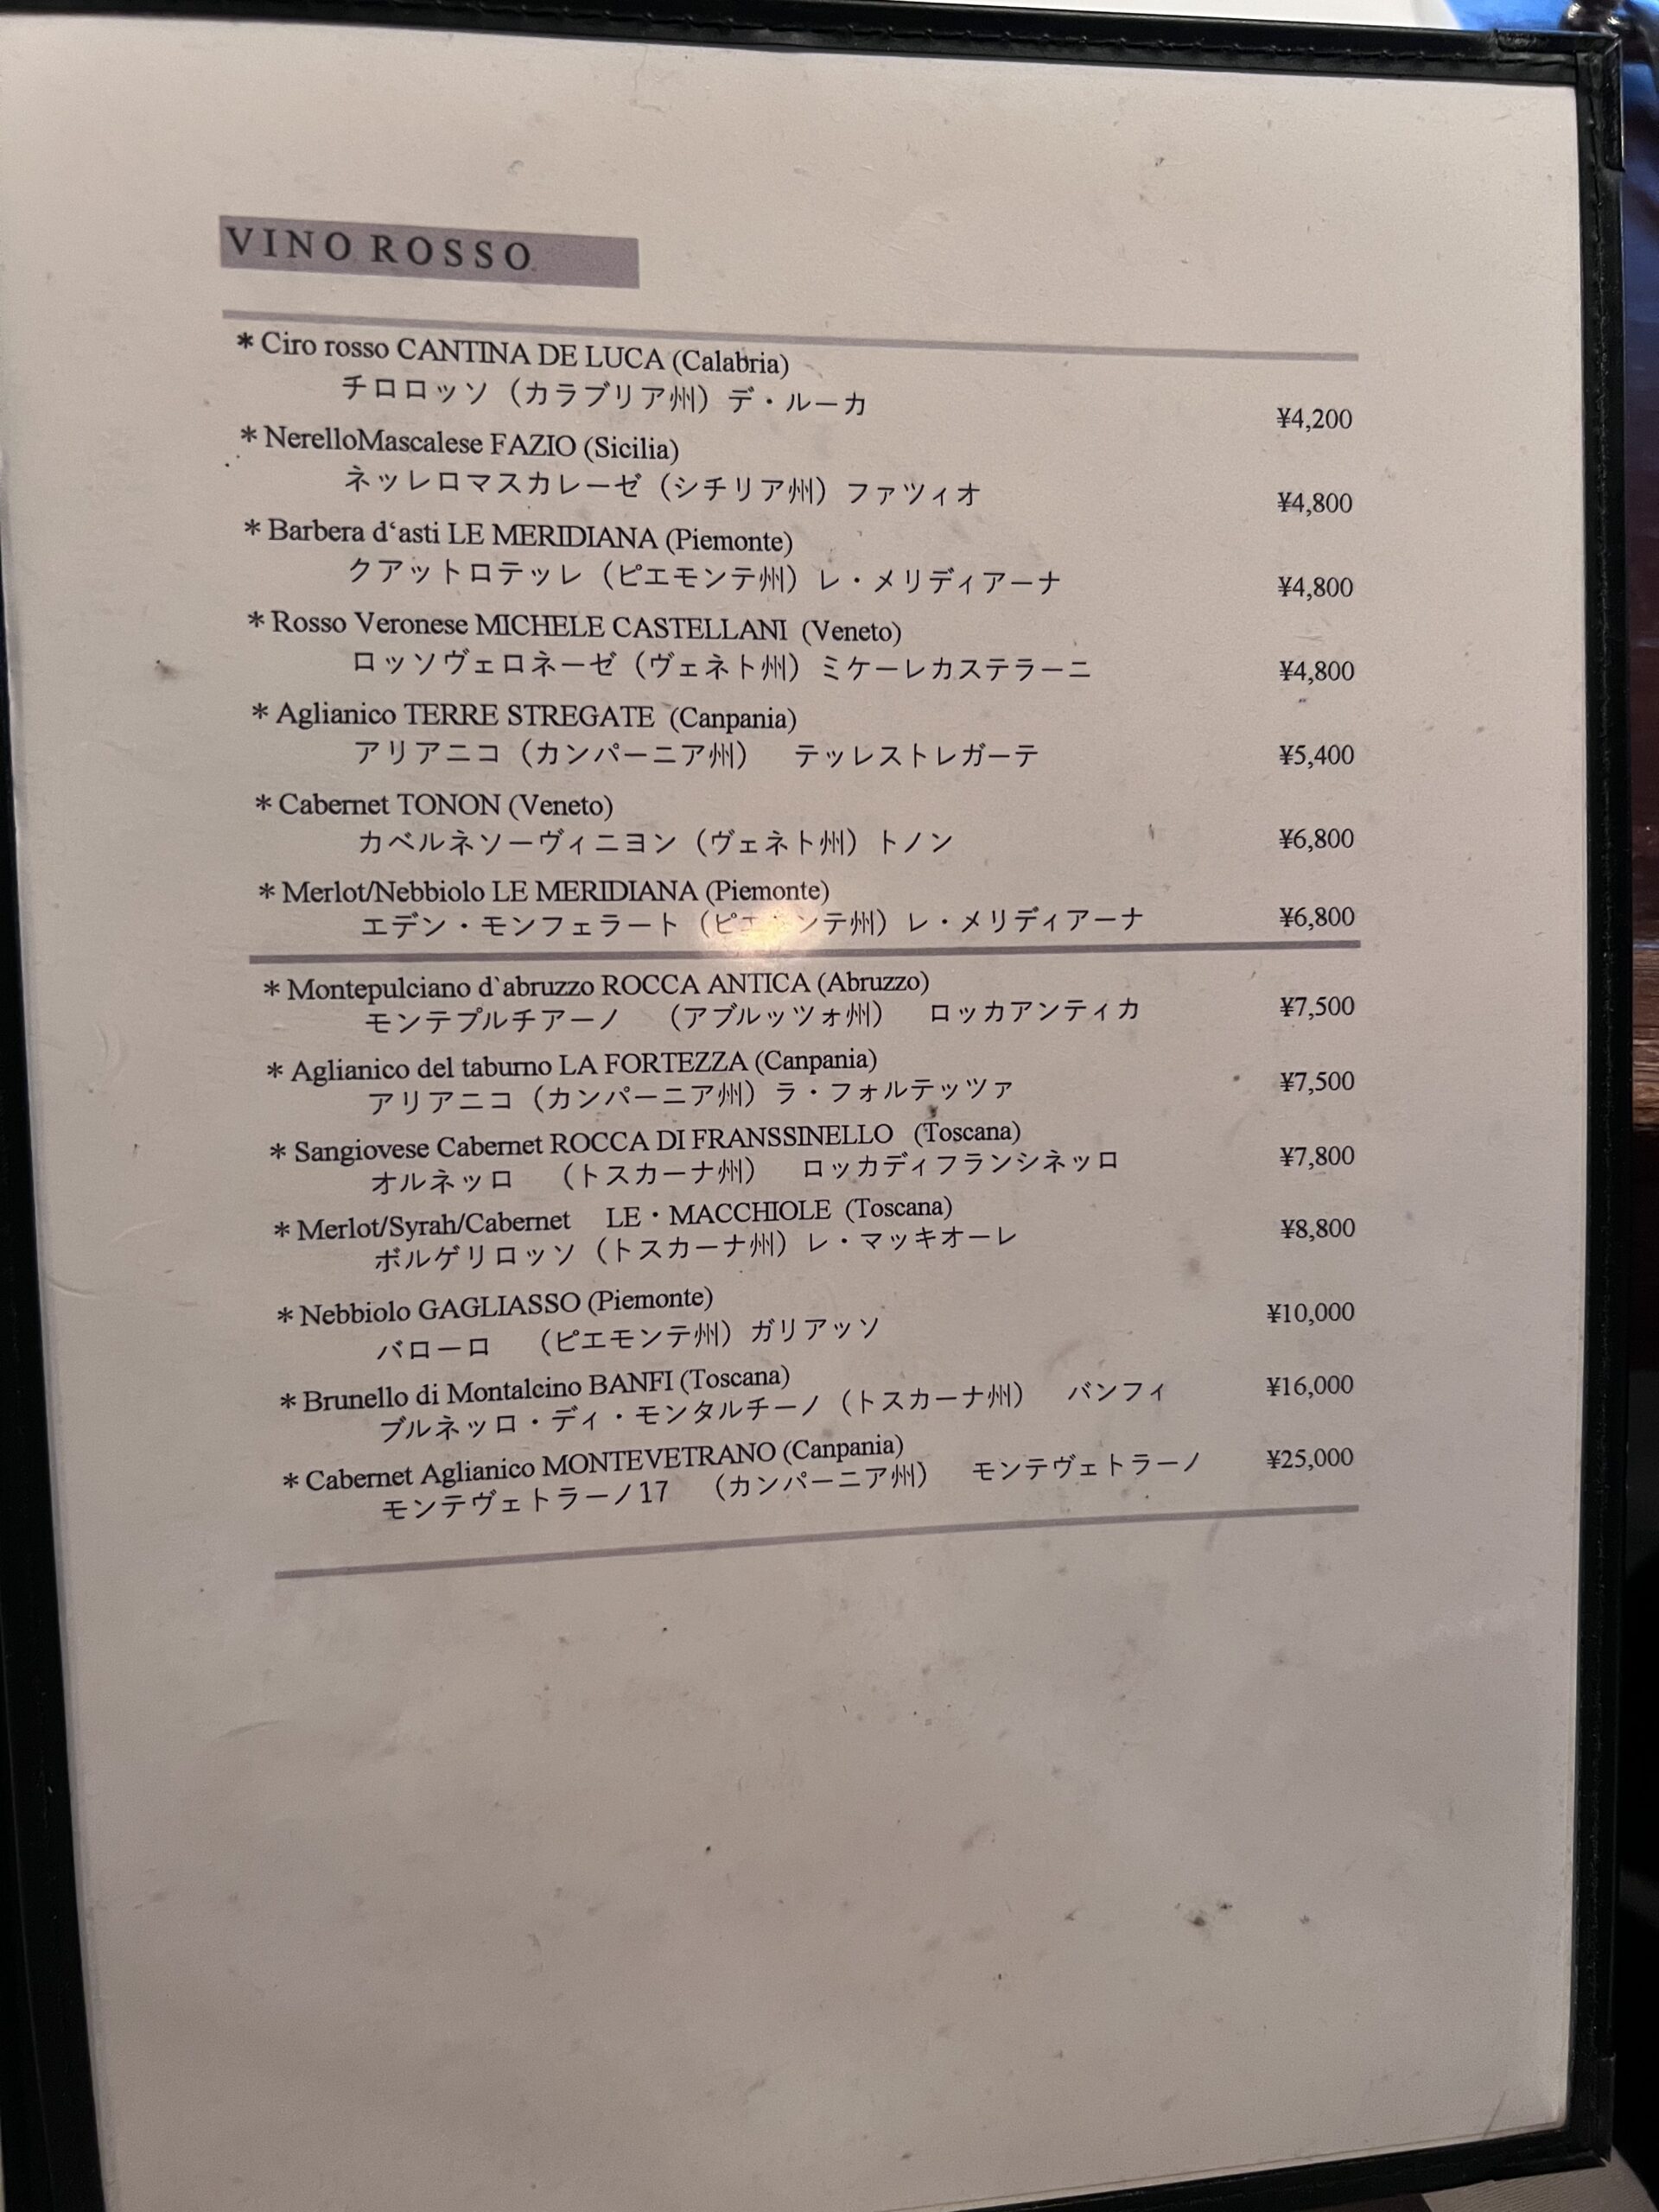 VINO ROSSO
* Ciro rosso CANTINA DE LUCA (Calabria)
チロロッソ（カラブリア州）デ・ルーカ ¥4,200
* NerelloMascalese FAZIO (Sicilia)
ネッレロマスカレーゼ（シチリア州）ファツィオ ¥4,800
* Barbera d‘asti LE MERIDIANA (Piemonte)
クアットロテッレ（ピエモンテ州）レ・メリディアーナ ¥4,800
* Rosso Veronese MICHELE CASTELLANI (Veneto)
ロッソヴェロネーゼ（ヴェネト州）ミケーレカステラーニ ¥4,800
* Aglianico TERRE STREGATE (Canpania)
アリアニコ（カンパーニア州） テッレストレガーテ ¥5,400
* Cabernet TONON (Veneto)
カベルネソーヴィニヨン（ヴェネト州）トノン ¥6,800
* Merlot/Nebbiolo LE MERIDIANA (Piemonte)
エデン・モンフェラート（ピエモンテ州）レ・メリディアーナ ¥6,800
* Montepulciano d`abruzzo ROCCA ANTICA (Abruzzo)
モンテプルチアーノ （アブルッツォ州） ロッカアンティカ ¥7,500
* Aglianico del taburno LA FORTEZZA (Canpania)
アリアニコ（カンパーニア州）ラ・フォルテッツァ ¥7,500
* Sangiovese Cabernet ROCCA DI FRANSSINELLO (Toscana)
オルネッロ （トスカーナ州） ロッカディフランシネッロ ¥7,800
* Merlot/Syrah/Cabernet LE・MACCHIOLE (Toscana)
ボルゲリロッソ（トスカーナ州）レ・マッキオーレ ¥8,800
* Nebbiolo GAGLIASSO (Piemonte)
バローロ （ピエモンテ州）ガリアッソ ¥10,000
* Brunello di Montalcino BANFI (Toscana)
ブルネッロ・ディ・モンタルチーノ（トスカーナ州） バンフィ ¥16,000
* Cabernet Aglianico MONTEVETRANO (Canpania)
モンテヴェトラーノ17 （カンパーニア州） モンテヴェトラーノ ¥25,000